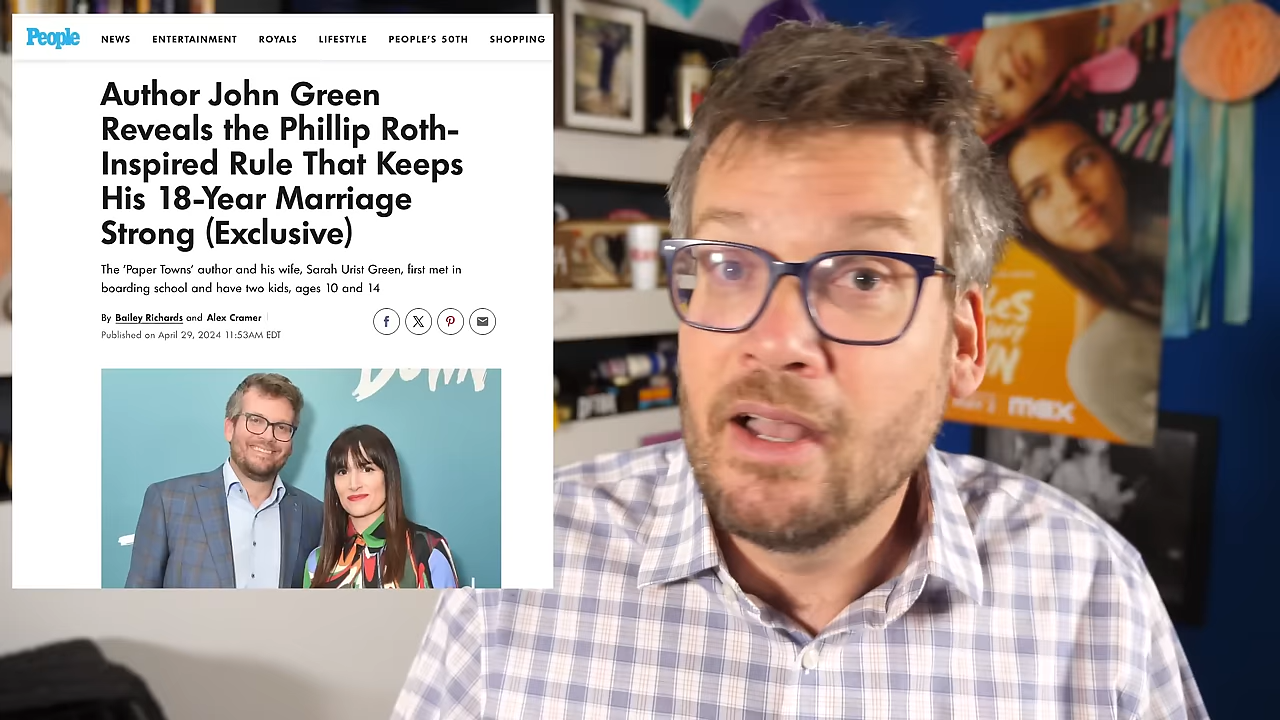 People
NEWS ENTERTAINMENT ROYALS LIFESTYLE PEOPLE'S 50TH SHOPPING
Author John Green
Reveals the Phillip Roth-
Inspired Rule That Keeps
His 18-Year Marriage
Strong (Exclusive)
The 'Paper Towns' author and his wife, Sarah Urist Green, first met in
boarding school and have two kids, ages 10 and 14
By Bailey Richards and Alex Cramer
Published on April 29, 2024 11:53AM EDT
DOWN
max